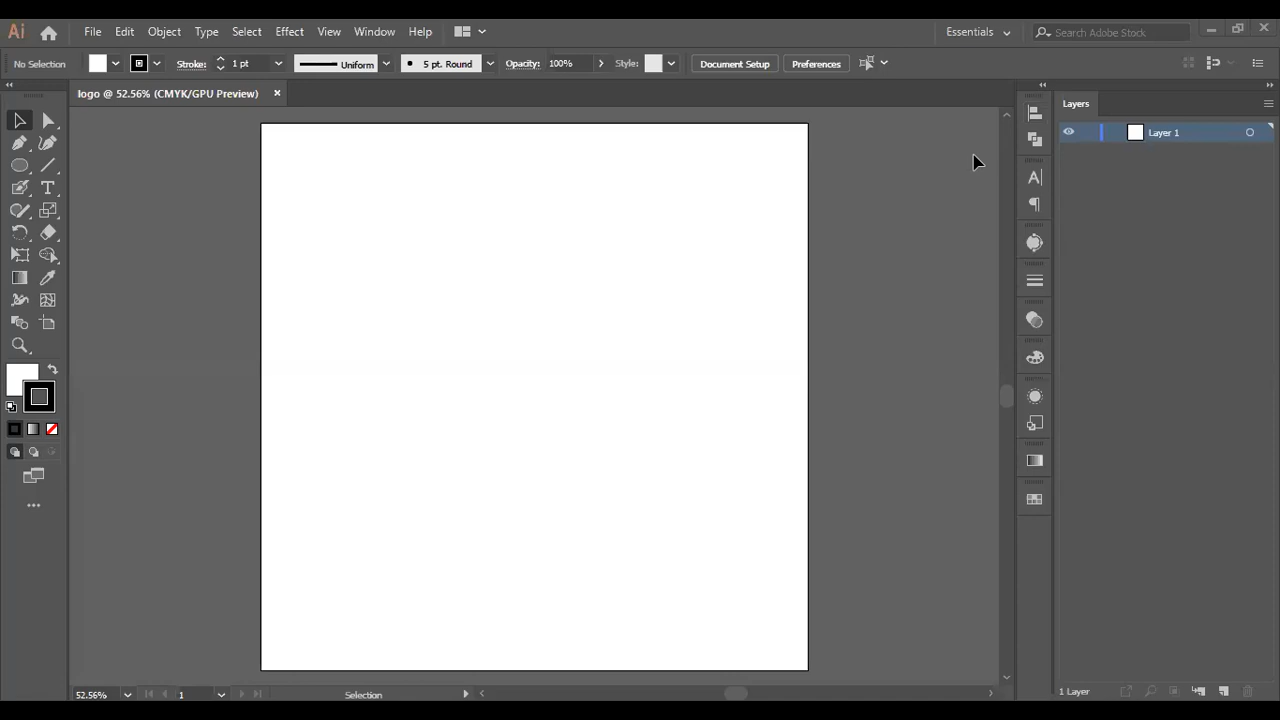 Ai File Edit Object Type Select Effect View Window Help Essentials Search Adobe Stock
No Selection Stroke: 1 pt Uniform 5 pt. Round Opacity: 100% Style: Document Setup Preferences
logo @ 52.56% (CMYK/GPU Preview)
Layers
Layer 1
52.56% 1 Selection 1 Layer